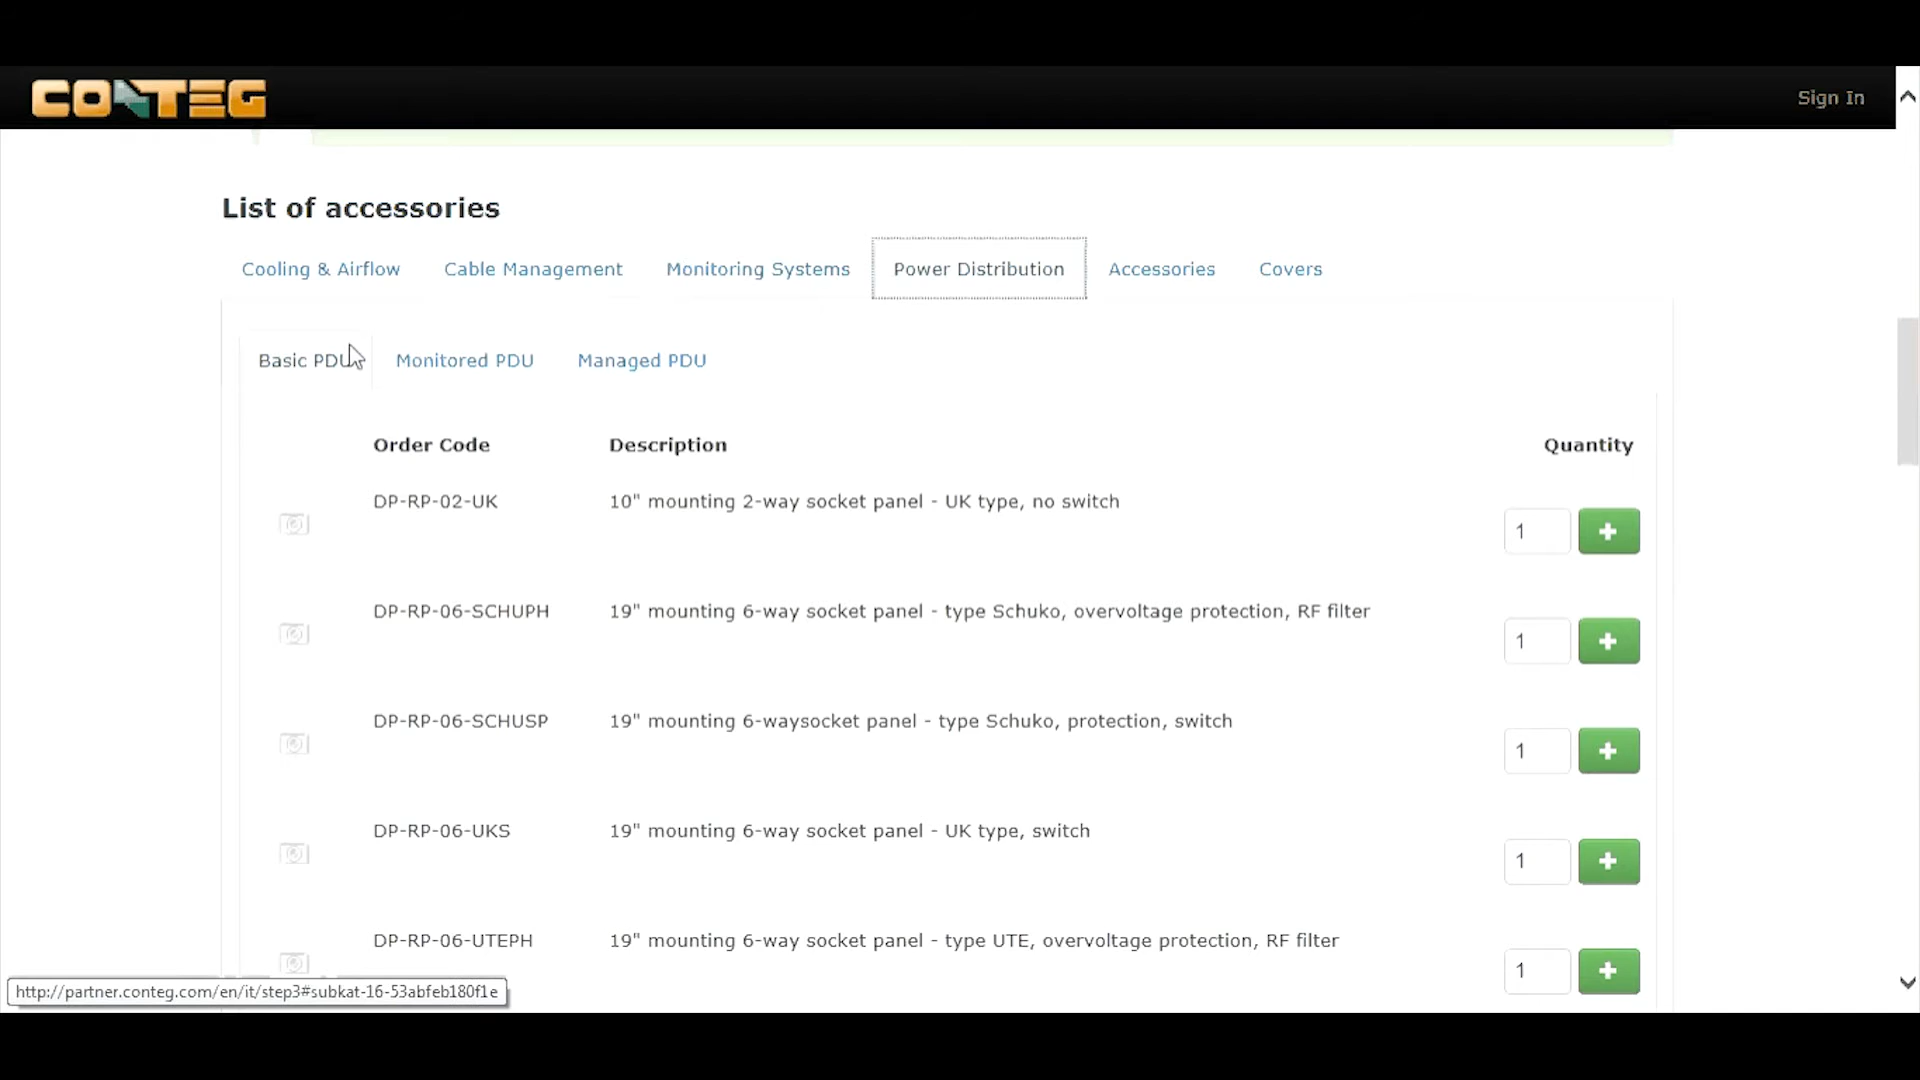 CONTEG
Sign In
List of accessories
Cooling & Airflow Cable Management Monitoring Systems Power Distribution Accessories Covers
Basic PDU Monitored PDU Managed PDU
Order Code Description Quantity
DP-RP-02-UK 10" mounting 2-way socket panel - UK type, no switch
1
DP-RP-06-SCHUPH 19" mounting 6-way socket panel - type Schuko, overvoltage protection, RF filter
1
DP-RP-06-SCHUSP 19" mounting 6-waysocket panel - type Schuko, protection, switch
1
DP-RP-06-UKS 19" mounting 6-way socket panel - UK type, switch
1
DP-RP-06-UTEPH 19" mounting 6-way socket panel - type UTE, overvoltage protection, RF filter
1
http://partner.conteg.com/en/it/step3#subkat-16-53abfeb180f1e